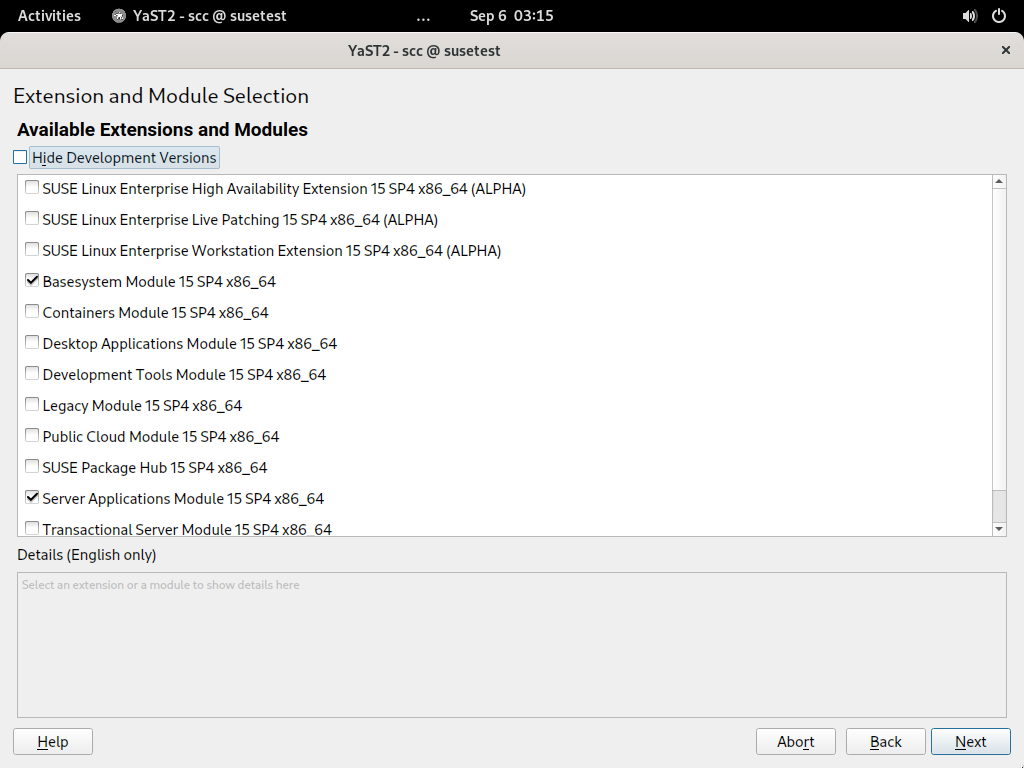 Activities YaST2 - scc @ susetest ... Sep 6 03:15
YaST2 - scc @ susetest
Extension and Module Selection
Available Extensions and Modules
Hide Development Versions
SUSE Linux Enterprise High Availability Extension 15 SP4 x86_64 (ALPHA)
SUSE Linux Enterprise Live Patching 15 SP4 x86_64 (ALPHA)
SUSE Linux Enterprise Workstation Extension 15 SP4 x86_64 (ALPHA)
Basesystem Module 15 SP4 x86_64
Containers Module 15 SP4 x86_64
Desktop Applications Module 15 SP4 x86_64
Development Tools Module 15 SP4 x86_64
Legacy Module 15 SP4 x86_64
Public Cloud Module 15 SP4 x86_64
SUSE Package Hub 15 SP4 x86_64
Server Applications Module 15 SP4 x86_64
Transactional Server Module 15 SP4 x86_64
Details (English only)
Select an extension or a module to show details here
Help Abort Back Next